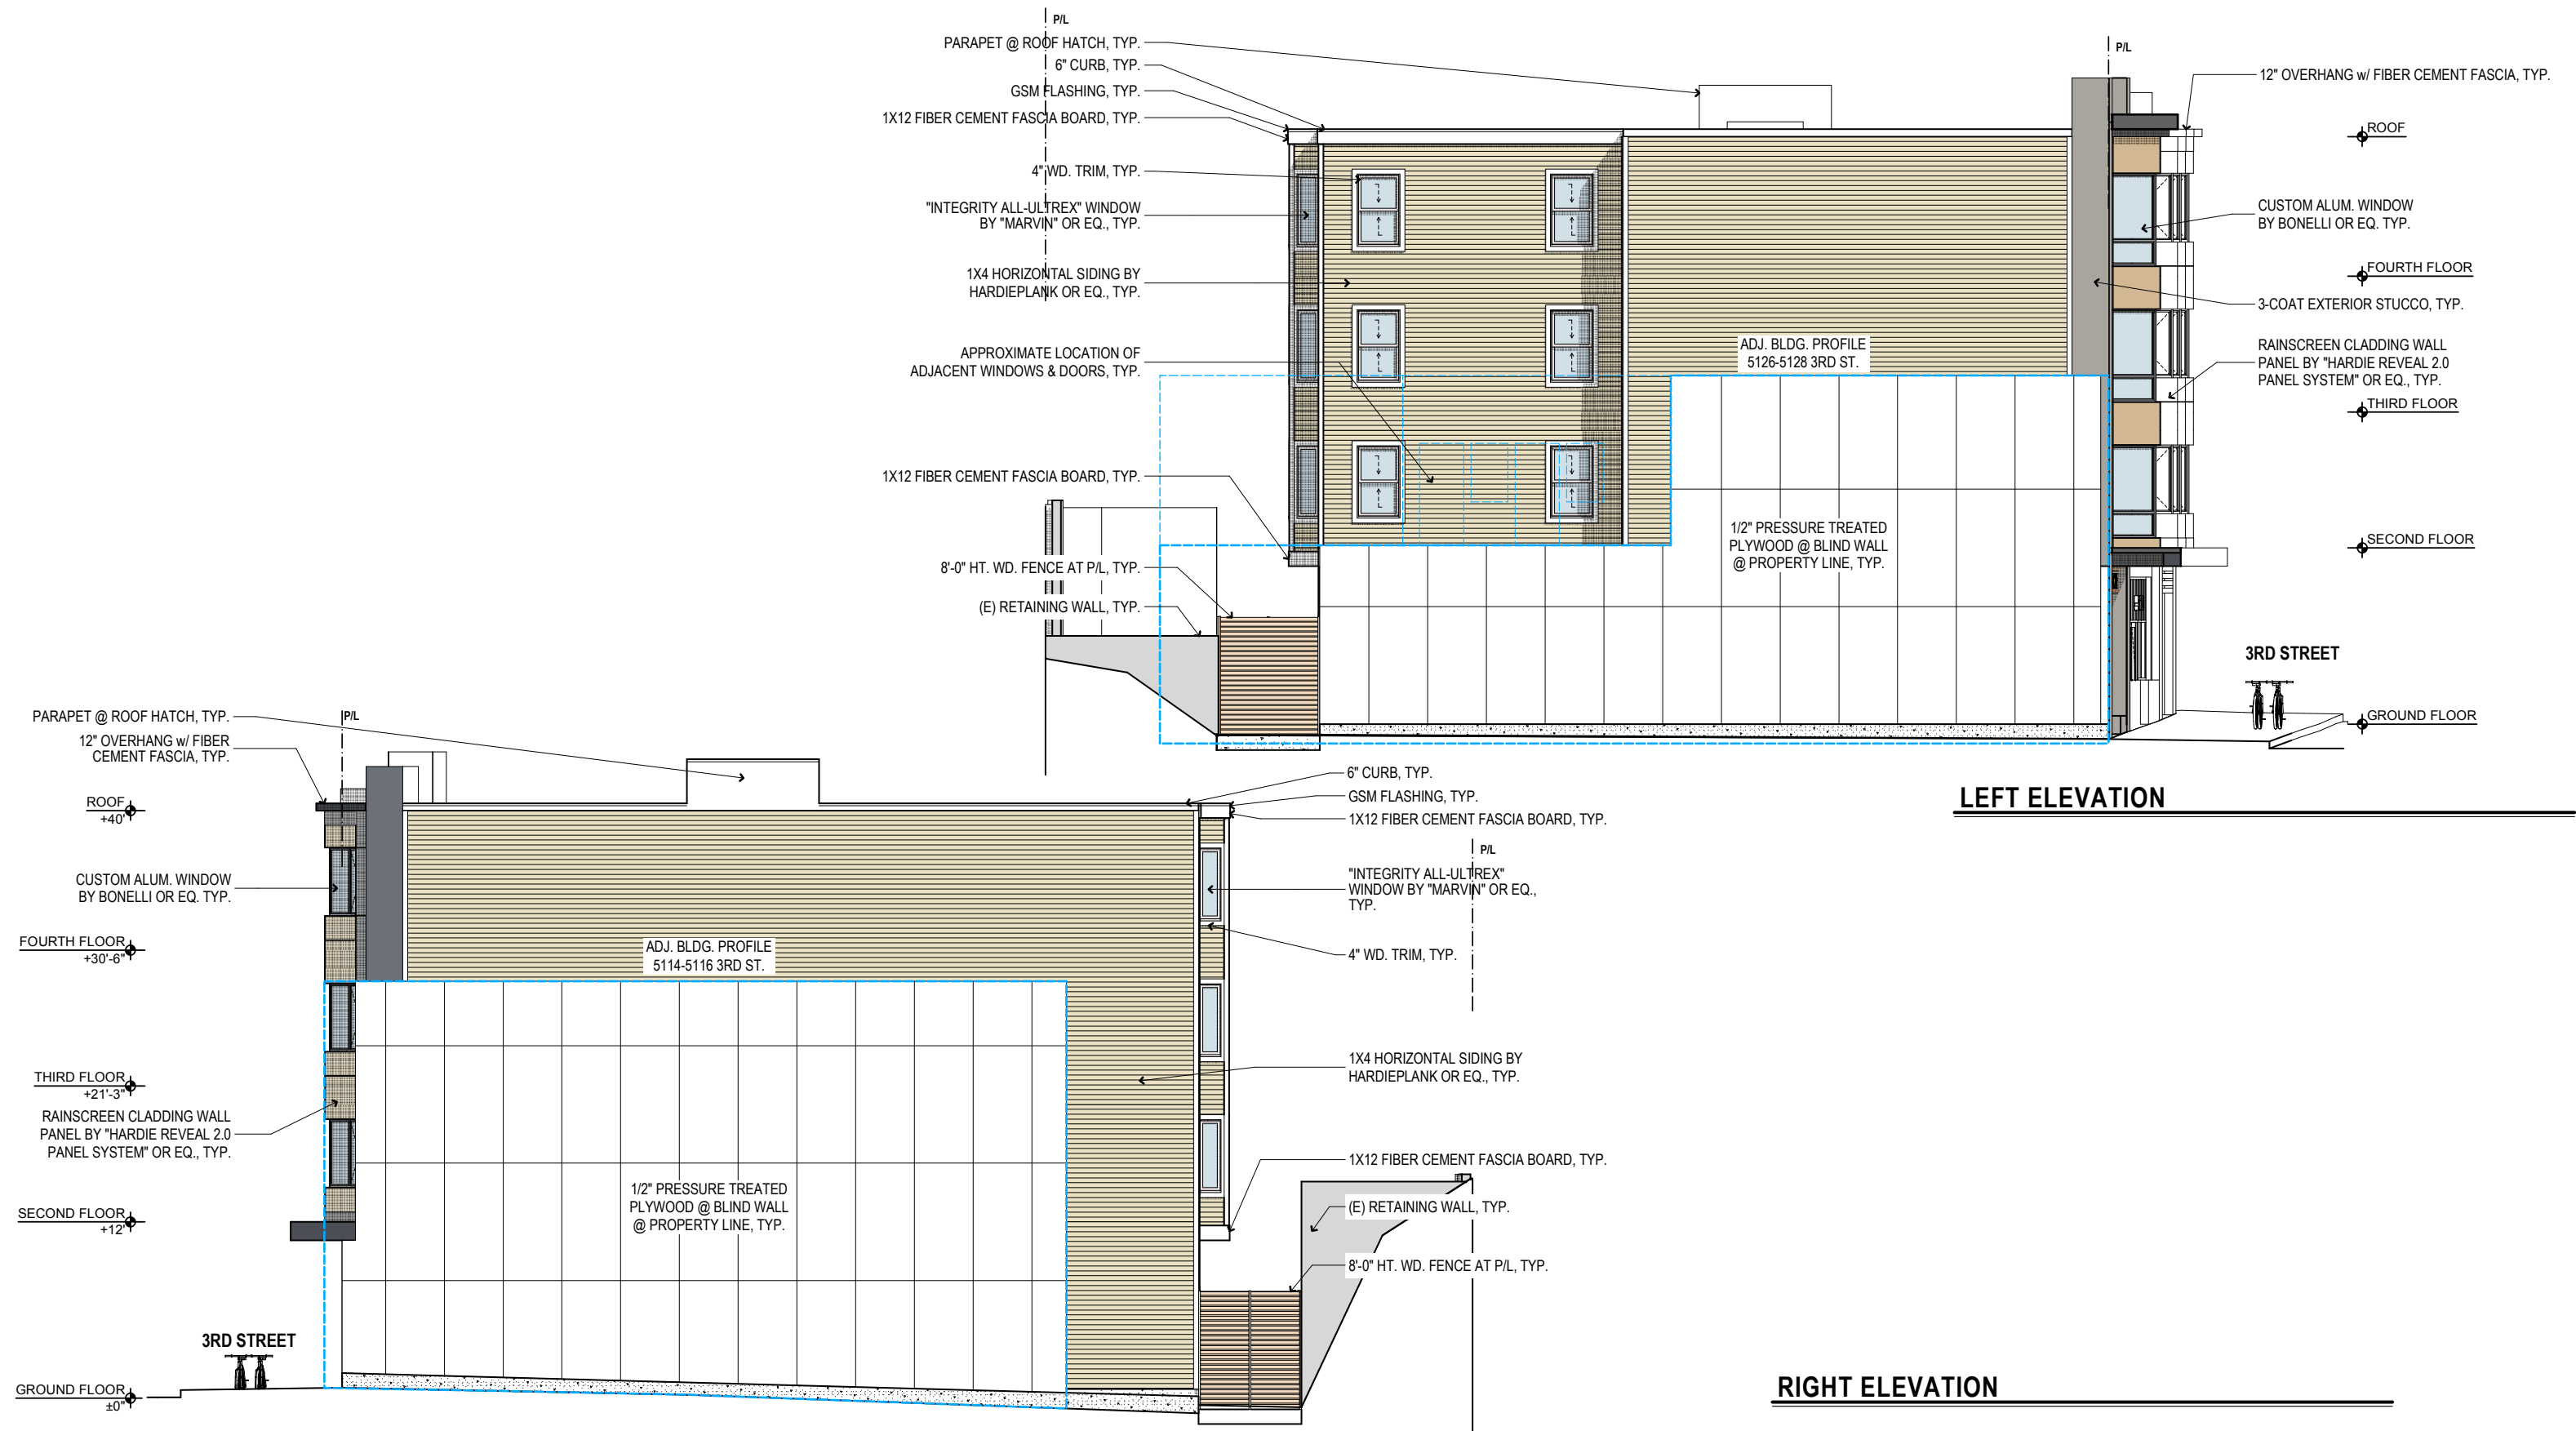 P/L
PARAPET @ ROOF HATCH, TYP.
6" CURB, TYP.
GSM FLASHING, TYP.
1X12 FIBER CEMENT FASCIA BOARD, TYP.
4" WD. TRIM, TYP.
"INTEGRITY ALL-ULTREX" WINDOW
BY "MARVIN" OR EQ., TYP.
1X4 HORIZONTAL SIDING BY
HARDIEPLANK OR EQ., TYP.
APPROXIMATE LOCATION OF
ADJACENT WINDOWS & DOORS, TYP.
1X12 FIBER CEMENT FASCIA BOARD, TYP.
8'-0" HT. WD. FENCE AT P/L, TYP.
(E) RETAINING WALL, TYP.
ADJ. BLDG. PROFILE
5126-5128 3RD ST.
1/2" PRESSURE TREATED
PLYWOOD @ BLIND WALL
@ PROPERTY LINE, TYP.
P/L
12" OVERHANG w/ FIBER CEMENT FASCIA, TYP.
ROOF
CUSTOM ALUM. WINDOW
BY BONELLI OR EQ. TYP.
FOURTH FLOOR
3-COAT EXTERIOR STUCCO, TYP.
RAINSCREEN CLADDING WALL
PANEL BY "HARDIE REVEAL 2.0
PANEL SYSTEM" OR EQ., TYP.
THIRD FLOOR
SECOND FLOOR
3RD STREET
GROUND FLOOR
LEFT ELEVATION
PARAPET @ ROOF HATCH, TYP.
P/L
12" OVERHANG w/ FIBER
CEMENT FASCIA, TYP.
ROOF
+40'
CUSTOM ALUM. WINDOW
BY BONELLI OR EQ. TYP.
FOURTH FLOOR
+30'-6"
THIRD FLOOR
+21'-3"
RAINSCREEN CLADDING WALL
PANEL BY "HARDIE REVEAL 2.0
PANEL SYSTEM" OR EQ., TYP.
SECOND FLOOR
+12'
3RD STREET
GROUND FLOOR
±0"
ADJ. BLDG. PROFILE
5114-5116 3RD ST.
1/2" PRESSURE TREATED
PLYWOOD @ BLIND WALL
@ PROPERTY LINE, TYP.
6" CURB, TYP.
GSM FLASHING, TYP.
1X12 FIBER CEMENT FASCIA BOARD, TYP.
P/L
"INTEGRITY ALL-ULTREX"
WINDOW BY "MARVIN" OR EQ.,
TYP.
4" WD. TRIM, TYP.
1X4 HORIZONTAL SIDING BY
HARDIEPLANK OR EQ., TYP.
1X12 FIBER CEMENT FASCIA BOARD, TYP.
(E) RETAINING WALL, TYP.
8'-0" HT. WD. FENCE AT P/L, TYP.
RIGHT ELEVATION